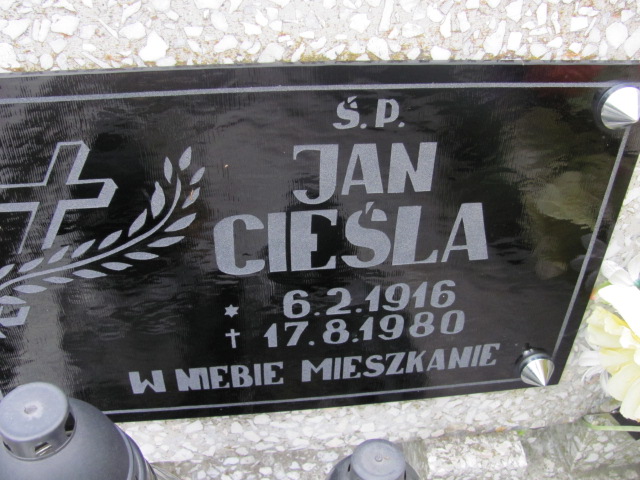 Ś.P.
JAN
CIEŚLA
* 6.2.1916
† 17.8.1980
W NIEBIE MIESZKANIE